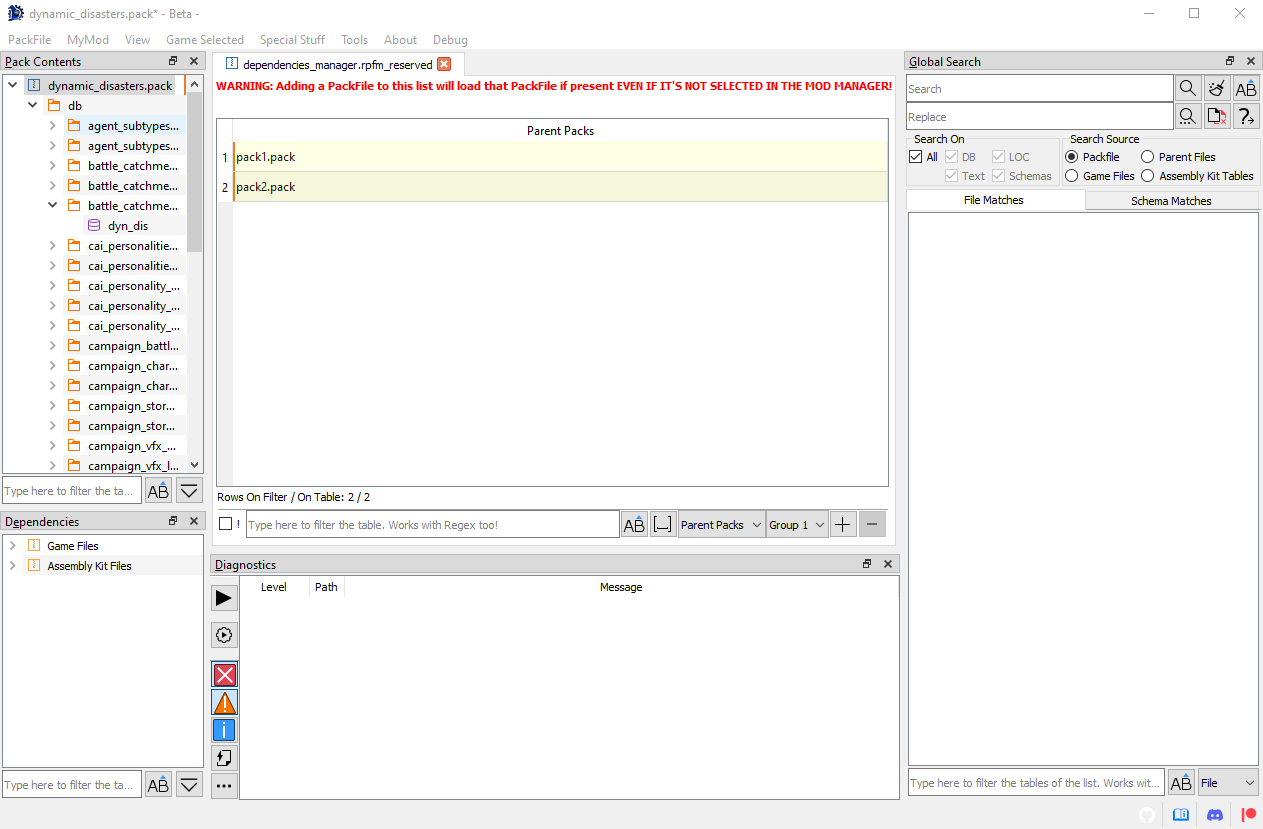 dynamic_disasters.pack* - Beta -
PackFile MyMod View Game Selected Special Stuff Tools About Debug
Pack Contents
dynamic_disasters.pack
db
agent_subtypes...
agent_subtypes...
battle_catchme...
battle_catchme...
battle_catchme...
dyn_dis
cai_personalitie...
cai_personalitie...
cai_personality_...
cai_personality_...
cai_personality_...
campaign_battl...
campaign_char...
campaign_char...
campaign_stor...
campaign_stor...
campaign_vfx_...
campaign_vfx_l...
Type here to filter the ta... AB
Dependencies
Game Files
Assembly Kit Files
Type here to filter the ta... AB
dependencies_manager.rpfm_reserved
WARNING: Adding a PackFile to this list will load that PackFile if present EVEN IF IT'S NOT SELECTED IN THE MOD MANAGER!
Parent Packs
1 pack1.pack
2 pack2.pack
Rows On Filter / On Table: 2 / 2
! Type here to filter the table. Works with Regex too! AB [...] Parent Packs Group 1 + −
Diagnostics
Level Path Message
Global Search
Search AB
Replace
Search On Search Source
All DB LOC Packfile Parent Files
Text Schemas Game Files Assembly Kit Tables
File Matches Schema Matches
Type here to filter the tables of the list. Works wit... AB File